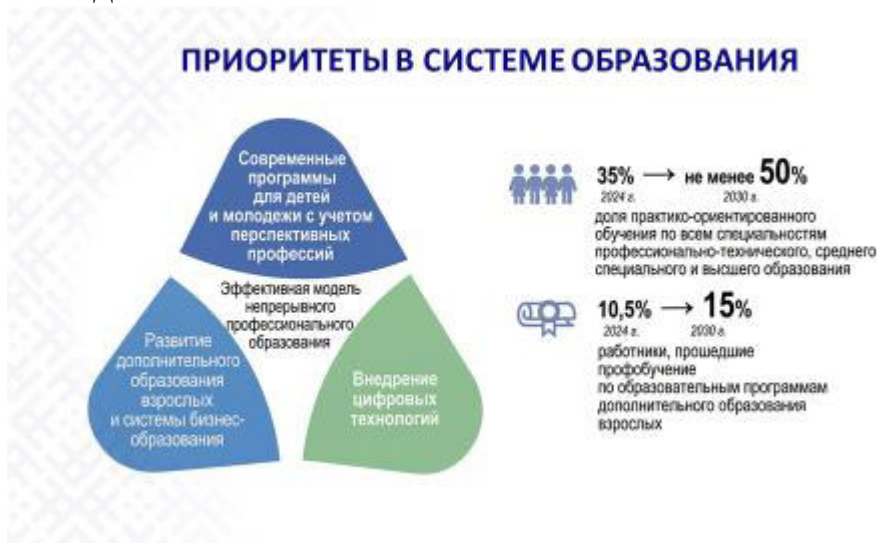 ПРИОРИТЕТЫ В СИСТЕМЕ ОБРАЗОВАНИЯ
Современные
программы
для детей
и молодежи с учетом
перспективных
профессий
Эффективная модель
непрерывного
профессионального
образования
Развитие
дополнительного
образования
взрослых
и системы бизнес-
образования
Внедрение
цифровых
технологий
35% → не менее 50%
2024 г. 2030 г.
доля практико-ориентированного
обучения по всем специальностям
профессионально-технического, среднего
специального и высшего образования
10,5% → 15%
2024 г. 2030 г.
работники, прошедшие
профобучение
по образовательным программам
дополнительного образования
взрослых